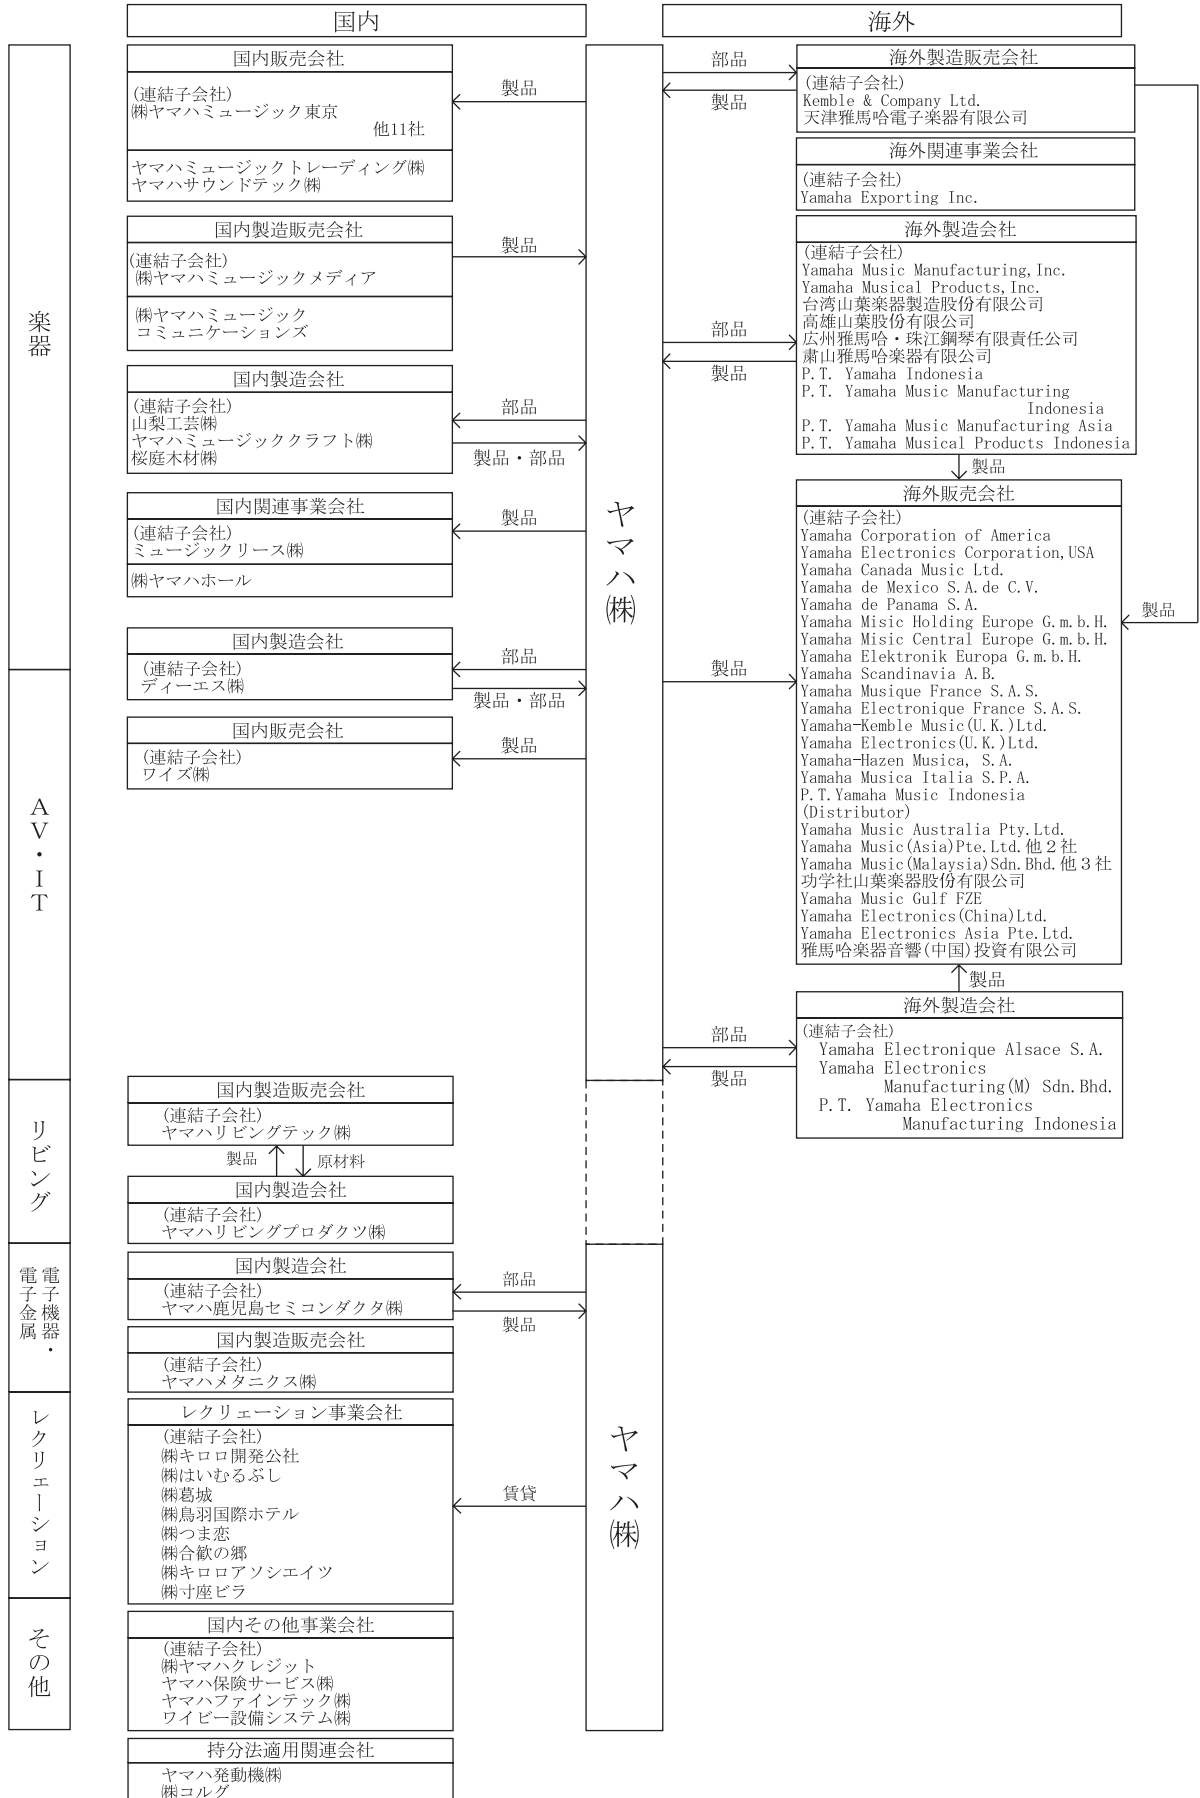 国内
海外
楽器
AV・IT
リビング
電子機器・
電子金属
レクリェーション
その他
国内販売会社
(連結子会社)
㈱ヤマハミュージック東京
他11社
ヤマハミュージックトレーディング㈱
ヤマハサウンドテック㈱
製品
国内製造販売会社
(連結子会社)
㈱ヤマハミュージックメディア
㈱ヤマハミュージック
コミュニケーションズ
製品
国内製造会社
(連結子会社)
山梨工芸㈱
ヤマハミュージッククラフト㈱
桜庭木材㈱
部品
製品・部品
国内関連事業会社
(連結子会社)
ミュージックリース㈱
㈱ヤマハホール
製品
国内製造会社
(連結子会社)
ディーエス㈱
部品
製品・部品
国内販売会社
(連結子会社)
ワイズ㈱
製品
国内製造販売会社
(連結子会社)
ヤマハリビングテック㈱
製品
原材料
国内製造会社
(連結子会社)
ヤマハリビングプロダクツ㈱
国内製造会社
(連結子会社)
ヤマハ鹿児島セミコンダクタ㈱
部品
製品
国内製造販売会社
(連結子会社)
ヤマハメタニクス㈱
レクリェーション事業会社
(連結子会社)
㈱キロロ開発公社
㈱はいむるぶし
㈱葛城
㈱鳥羽国際ホテル
㈱つま恋
㈱合歓の郷
㈱キロロアソシエイツ
㈱寸座ビラ
賃貸
国内その他事業会社
(連結子会社)
㈱ヤマハクレジット
ヤマハ保険サービス㈱
ヤマハファインテック㈱
ワイビー設備システム㈱
持分法適用関連会社
ヤマハ発動機㈱
㈱コルグ
ヤマハ㈱
ヤマハ㈱
部品
製品
海外製造販売会社
(連結子会社)
Kemble & Company Ltd.
天津雅馬哈電子楽器有限公司
海外関連事業会社
(連結子会社)
Yamaha Exporting Inc.
海外製造会社
(連結子会社)
Yamaha Music Manufacturing,Inc.
Yamaha Musical Products,Inc.
台湾山葉楽器製造股份有限公司
高雄山葉股份有限公司
広州雅馬哈・珠江鋼琴有限責任公司
粛山雅馬哈楽器有限公司
P.T. Yamaha Indonesia
P.T. Yamaha Music Manufacturing
Indonesia
P.T. Yamaha Music Manufacturing Asia
P.T. Yamaha Musical Products Indonesia
部品
製品
製品
海外販売会社
(連結子会社)
Yamaha Corporation of America
Yamaha Electronics Corporation,USA
Yamaha Canada Music Ltd.
Yamaha de Mexico S.A.de C.V.
Yamaha de Panama S.A.
Yamaha Misic Holding Europe G.m.b.H.
Yamaha Misic Central Europe G.m.b.H.
Yamaha Elektronik Europa G.m.b.H.
Yamaha Scandinavia A.B.
Yamaha Musique France S.A.S.
Yamaha Electronique France S.A.S.
Yamaha-Kemble Music(U.K.)Ltd.
Yamaha Electronics(U.K.)Ltd.
Yamaha-Hazen Musica, S.A.
Yamaha Musica Italia S.P.A.
P.T.Yamaha Music Indonesia
(Distributor)
Yamaha Music Australia Pty.Ltd.
Yamaha Music(Asia)Pte.Ltd.他２社
Yamaha Music(Malaysia)Sdn.Bhd.他３社
功学社山葉楽器股份有限公司
Yamaha Music Gulf FZE
Yamaha Electronics(China)Ltd.
Yamaha Electronics Asia Pte.Ltd.
雅馬哈楽器音響(中国)投資有限公司
製品
製品
製品
海外製造会社
(連結子会社)
Yamaha Electronique Alsace S.A.
Yamaha Electronics
Manufacturing(M) Sdn.Bhd.
P.T. Yamaha Electronics
Manufacturing Indonesia
部品
製品